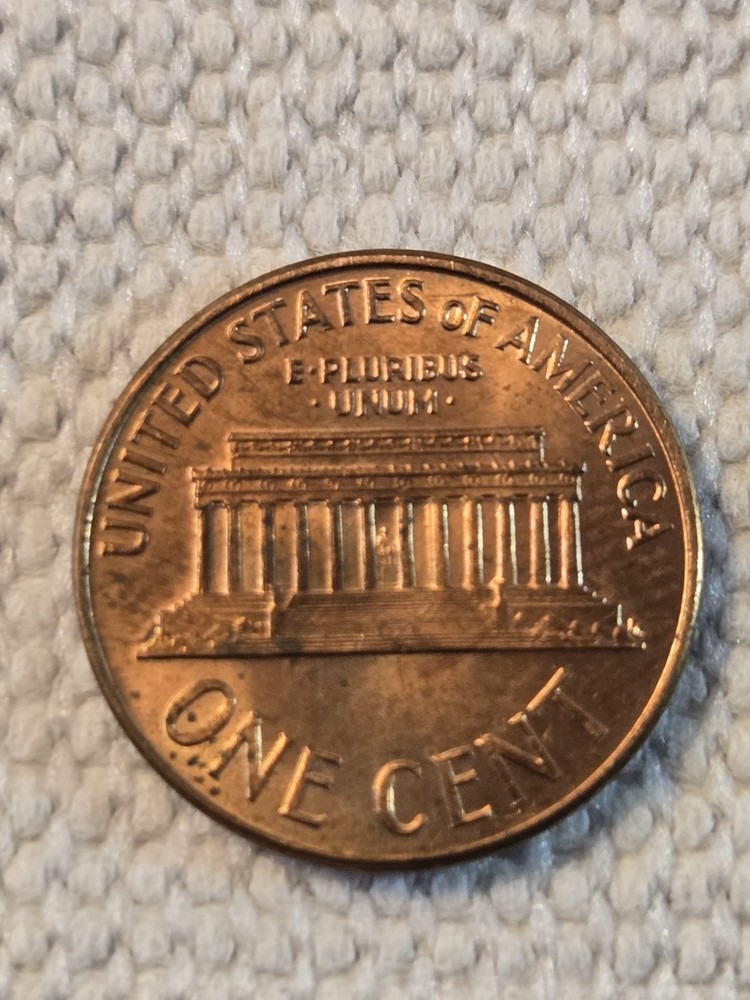 UNITED STATES oF AMERICA
E·PLURIBUS
·UNUM·
ONE CENT